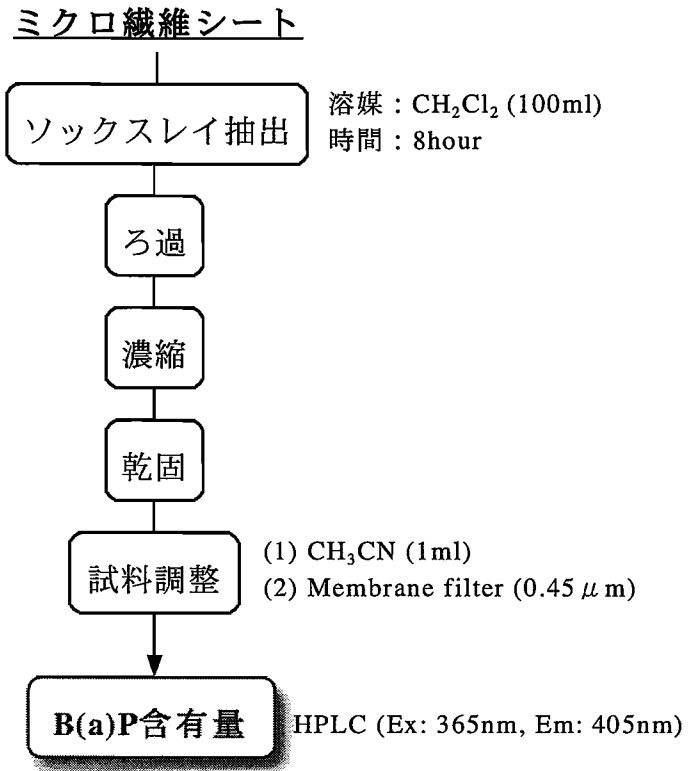 ミクロ繊維シート
ソックスレイ抽出
溶媒：CH₂Cl₂ (100ml)
時間：8hour
ろ過
濃縮
乾固
試料調整
(1) CH₃CN (1ml)
(2) Membrane filter (0.45 μm)
B(a)P含有量
HPLC (Ex: 365nm, Em: 405nm)